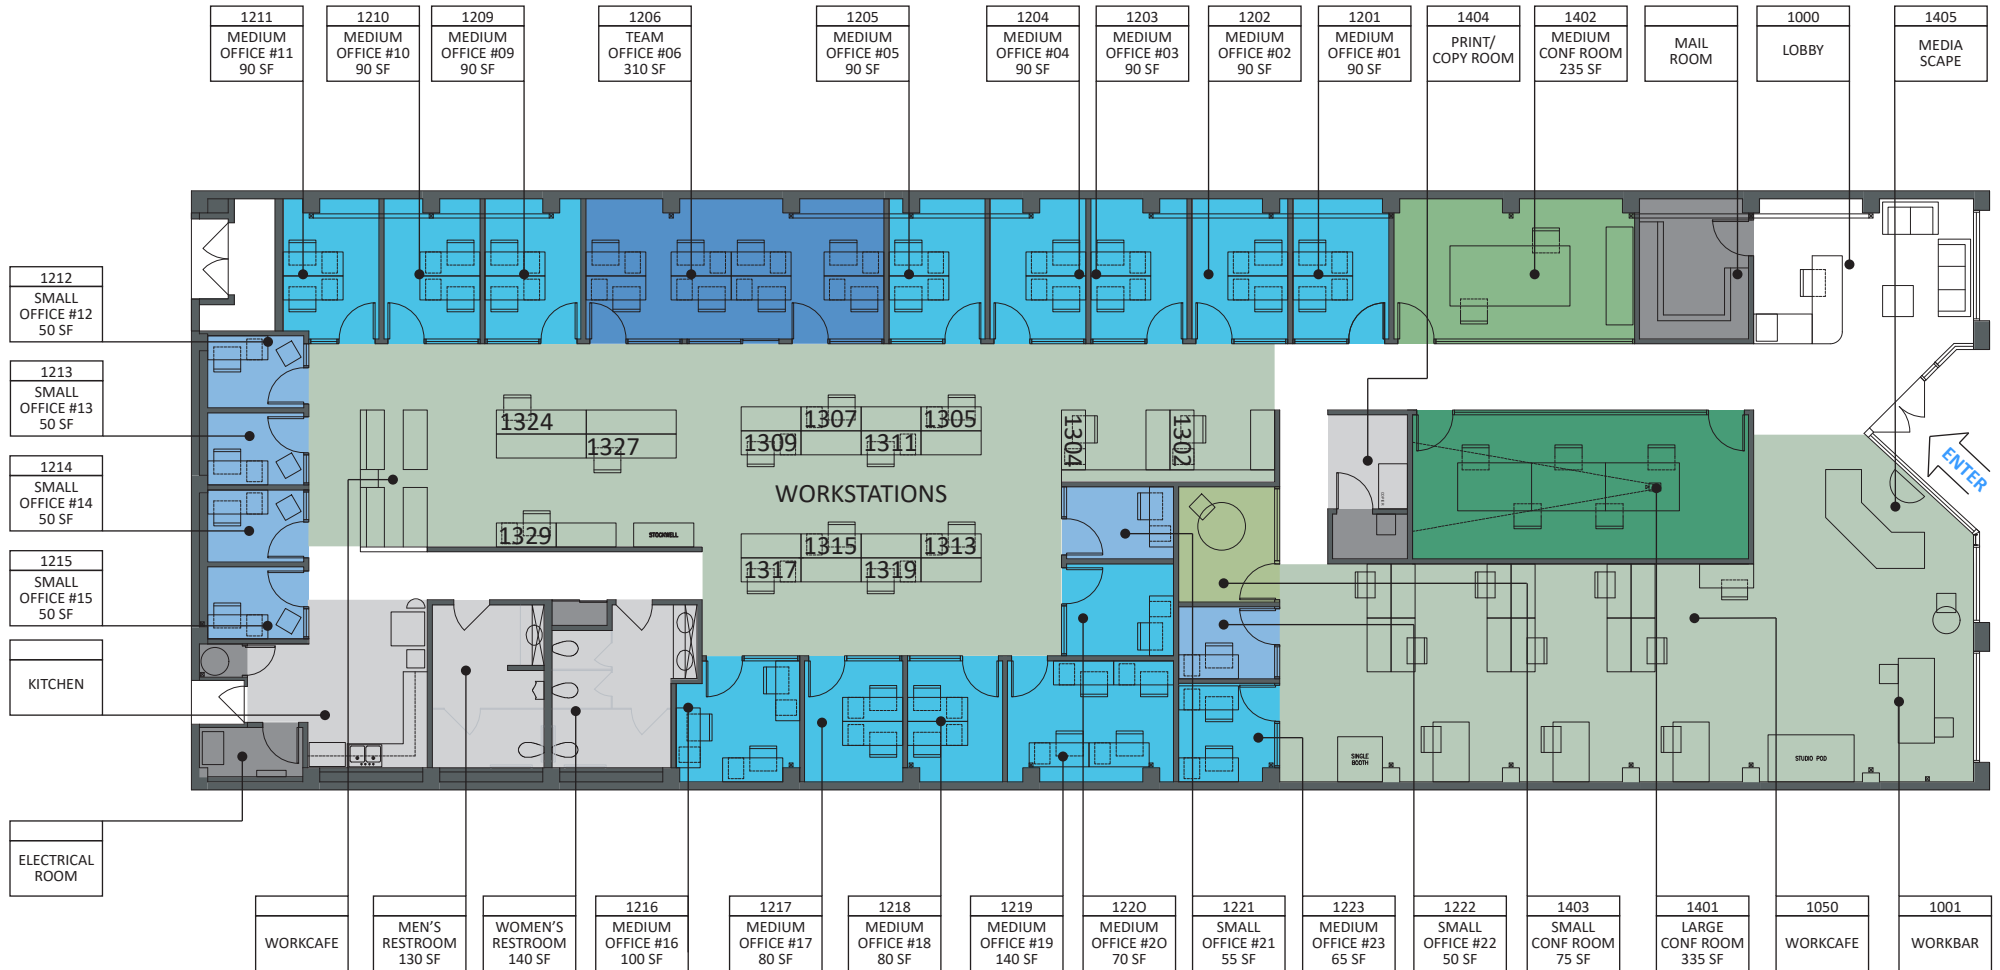 1211
MEDIUM
OFFICE #11
90 SF
1210
MEDIUM
OFFICE #10
90 SF
1209
MEDIUM
OFFICE #09
90 SF
1206
TEAM
OFFICE #06
310 SF
1205
MEDIUM
OFFICE #05
90 SF
1204
MEDIUM
OFFICE #04
90 SF
1203
MEDIUM
OFFICE #03
90 SF
1202
MEDIUM
OFFICE #02
90 SF
1201
MEDIUM
OFFICE #01
90 SF
1404
PRINT/
COPY ROOM
1402
MEDIUM
CONF ROOM
235 SF
MAIL
ROOM
1000
LOBBY
1405
MEDIA
SCAPE
1212
SMALL
OFFICE #12
50 SF
1213
SMALL
OFFICE #13
50 SF
1214
SMALL
OFFICE #14
50 SF
1215
SMALL
OFFICE #15
50 SF
KITCHEN
ELECTRICAL
ROOM
1324
1327
1307
1305
1309
1311
1304
1302
WORKSTATIONS
1329
STOCKWELL
1315
1313
1317
1319
ENTER
SINGLE
BOOTH
STUDIO POD
WORKCAFE
MEN'S
RESTROOM
130 SF
WOMEN'S
RESTROOM
140 SF
1216
MEDIUM
OFFICE #16
100 SF
1217
MEDIUM
OFFICE #17
80 SF
1218
MEDIUM
OFFICE #18
80 SF
1219
MEDIUM
OFFICE #19
140 SF
122O
MEDIUM
OFFICE #2O
70 SF
1221
SMALL
OFFICE #21
55 SF
1223
MEDIUM
OFFICE #23
65 SF
1222
SMALL
OFFICE #22
50 SF
1403
SMALL
CONF ROOM
75 SF
1401
LARGE
CONF ROOM
335 SF
1050
WORKCAFE
1001
WORKBAR